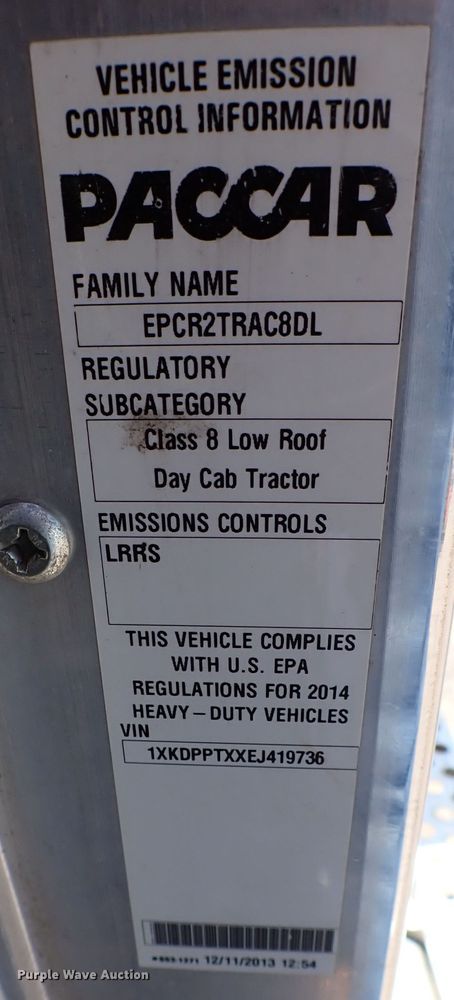 VEHICLE EMISSION
CONTROL INFORMATION
PACCAR
FAMILY NAME
EPCR2TRAC8DL
REGULATORY
SUBCATEGORY
Class 8 Low Roof
Day Cab Tractor
EMISSIONS CONTROLS
LRRS
THIS VEHICLE COMPLIES
WITH U.S. EPA
REGULATIONS FOR 2014
HEAVY-DUTY VEHICLES
VIN
1XKDPPTXXEJ419736
12/11/2013 12:54
Purple Wave Auction